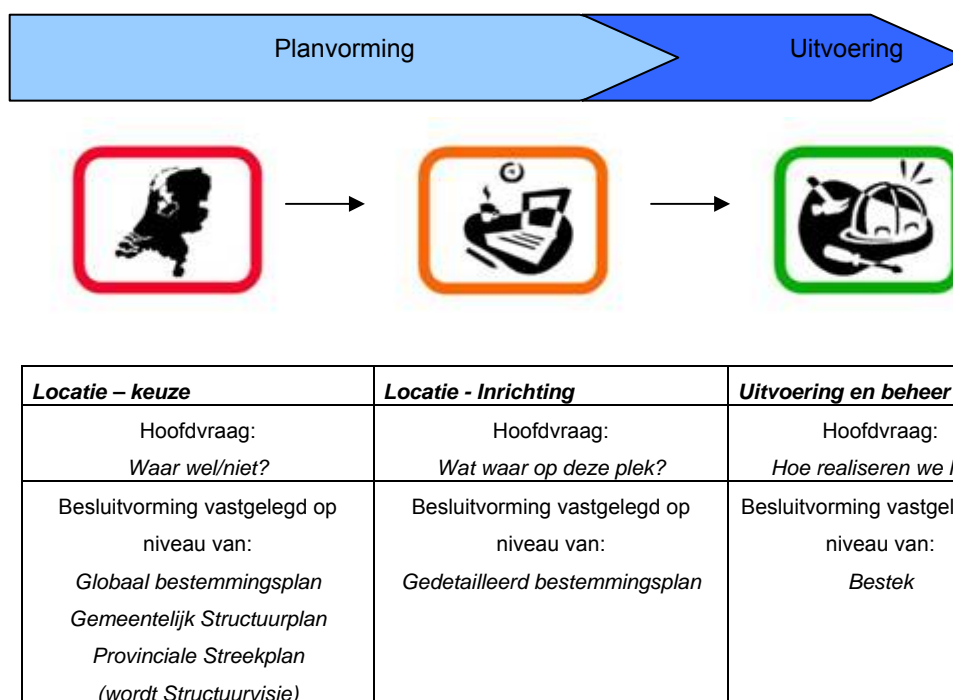 Planvorming
Uitvoering
Locatie – keuze
Locatie - Inrichting
Uitvoering en beheer
Hoofdvraag:
Hoofdvraag:
Hoofdvraag:
Waar wel/niet?
Wat waar op deze plek?
Hoe realiseren we
Besluitvorming vastgelegd op
niveau van:
Globaal bestemmingsplan
Gemeentelijk Structuurplan
Provinciale Streekplan
(wordt Structuurvisie)
Besluitvorming vastgelegd op
niveau van:
Gedetailleerd bestemmingsplan
Besluitvorming
niveau van:
Bestek